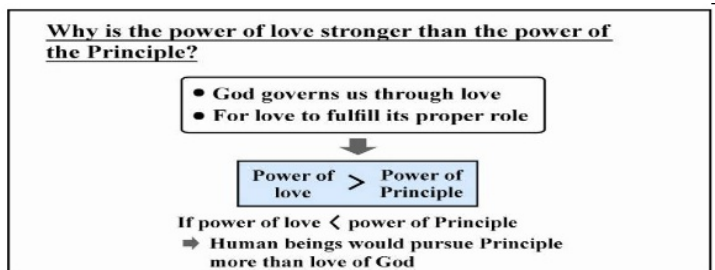 Why is the power of love stronger than the power of
the Principle?
● God governs us through love
● For love to fulfill its proper role
Power of love > Power of Principle
If power of love < power of Principle
➡ Human beings would pursue Principle
more than love of God